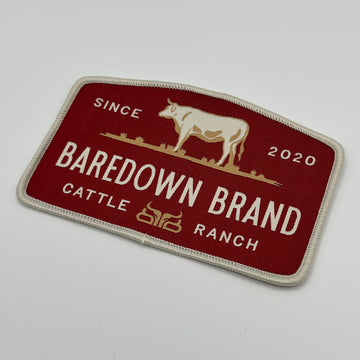 SINCE 2020
BAREDOWN BRAND
CATTLE RANCH